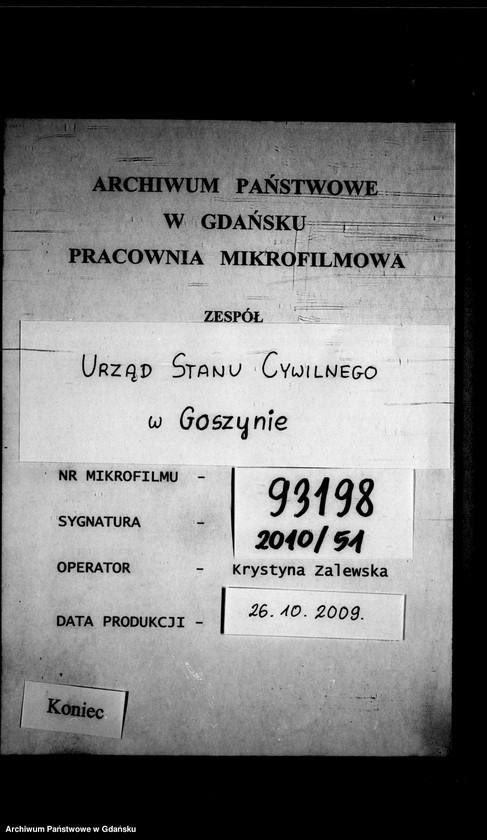 ARCHIWUM PAŃSTWOWE
W GDAŃSKU
PRACOWNIA MIKROFILMOWA
ZESPÓŁ
URZĄD STANU CYWILNEGO
w Goszynie
NR MIKROFILMU - 93198
SYGNATURA - 2010/51
OPERATOR - Krystyna Zalewska
DATA PRODUKCJI - 26.10.2009.
Koniec
Archiwum Państwowe w Gdańsku